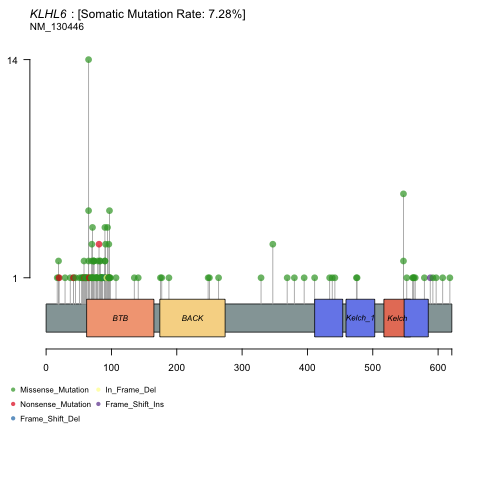 KLHL6 : [Somatic Mutation Rate: 7.28%]
NM_130446
14
1
BTB
BACK
Kelch_1
Kelch
0 100 200 300 400 500 600
Missense_Mutation In_Frame_Del
Nonsense_Mutation Frame_Shift_Ins
Frame_Shift_Del